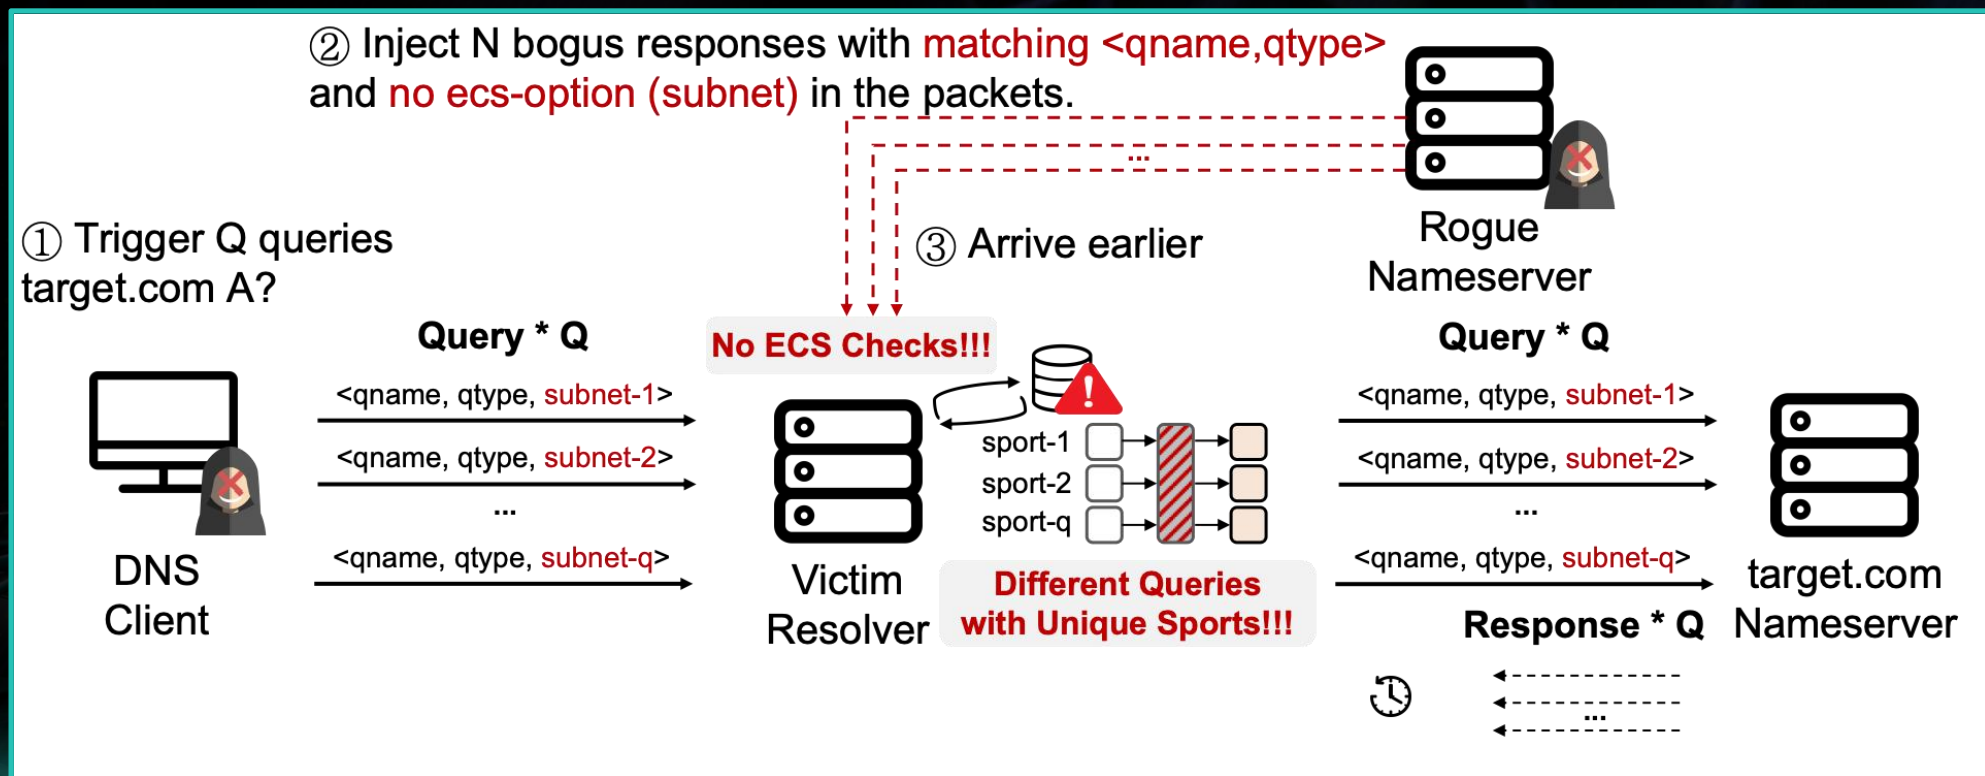 ② Inject N bogus responses with matching <qname,qtype>
and no ecs-option (subnet) in the packets.
...
Rogue
Nameserver
① Trigger Q queries
target.com A?
③ Arrive earlier
Query * Q
<qname, qtype, subnet-1>
<qname, qtype, subnet-2>
...
<qname, qtype, subnet-q>
DNS
Client
No ECS Checks!!!
!
sport-1
sport-2
sport-q
Victim
Resolver
Different Queries
with Unique Sports!!!
Query * Q
<qname, qtype, subnet-1>
<qname, qtype, subnet-2>
...
<qname, qtype, subnet-q>
target.com
Nameserver
Response * Q
...